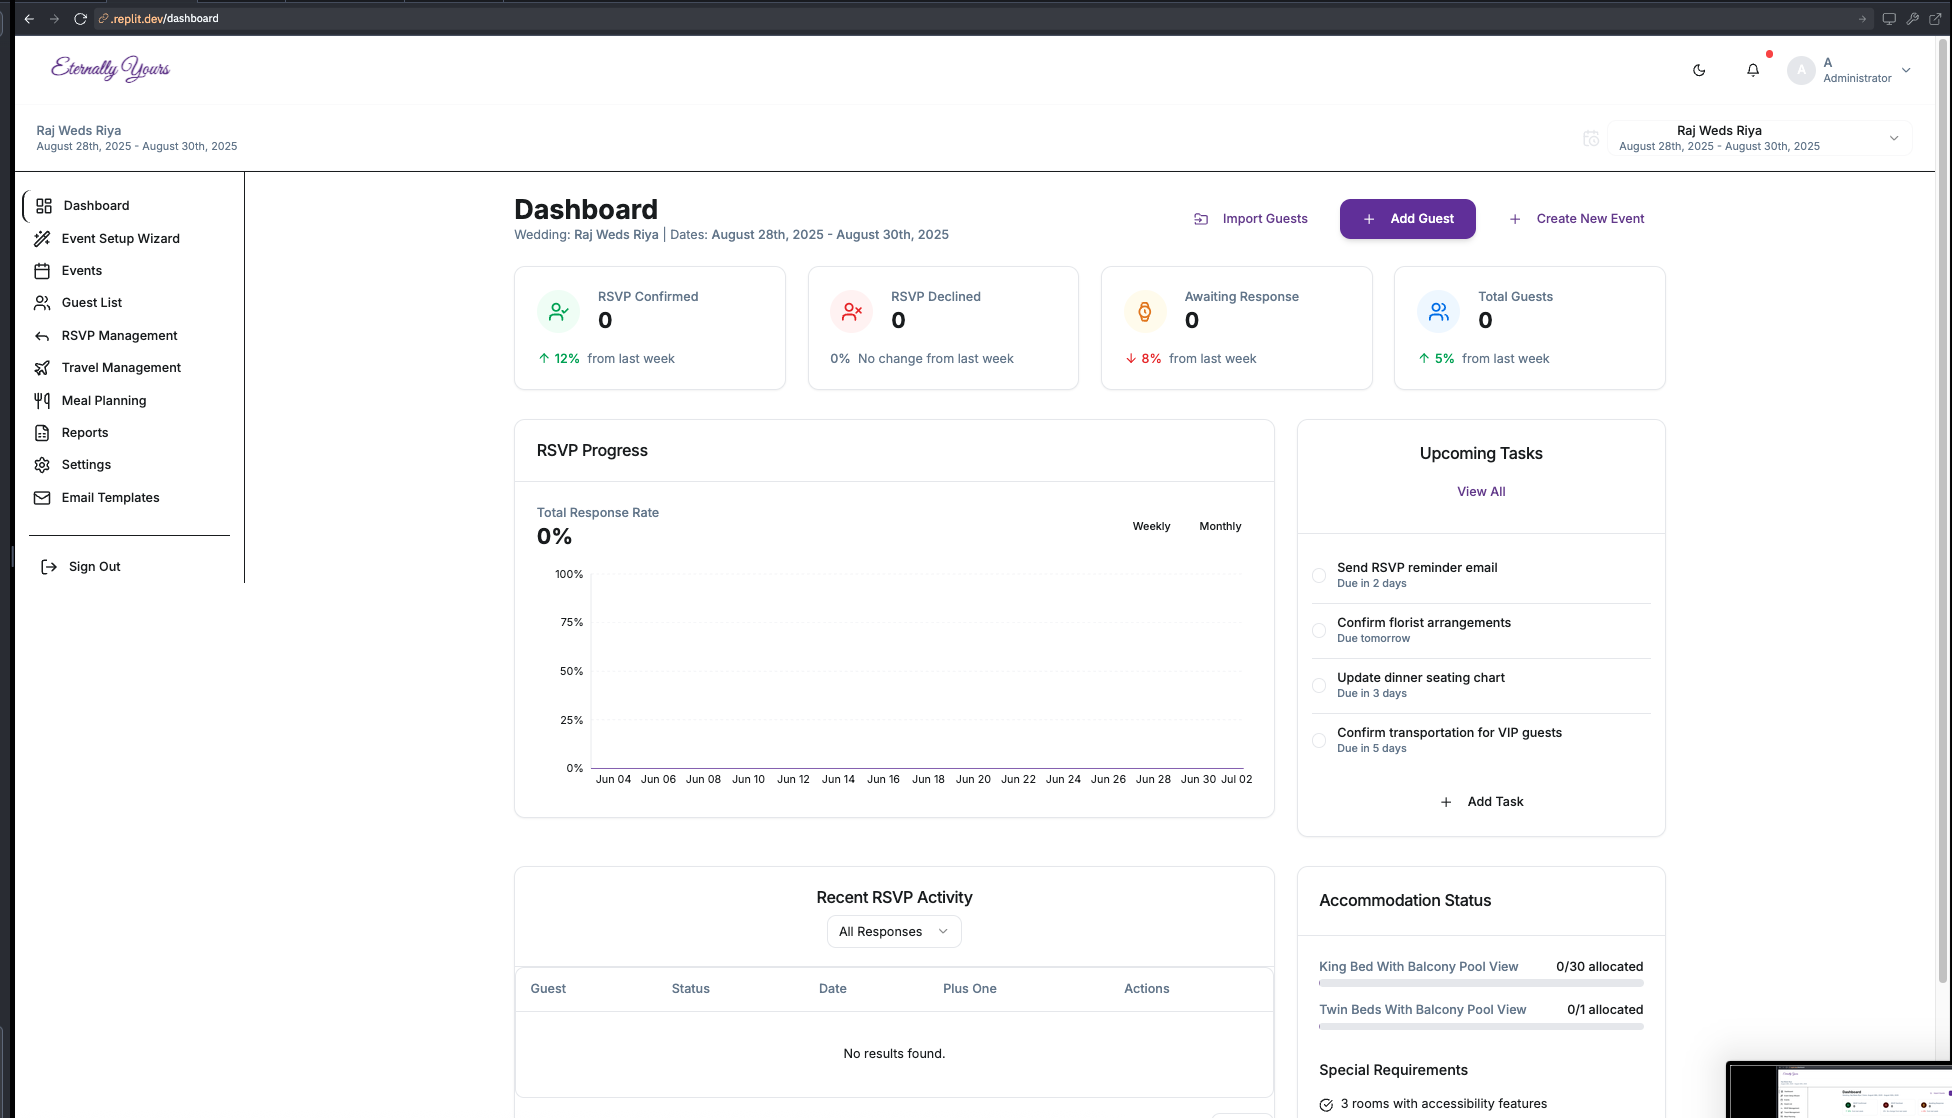 .replit.dev/dashboard
Eternally Yours
A
A
Administrator
Raj Weds Riya
August 28th, 2025 - August 30th, 2025
Raj Weds Riya
August 28th, 2025 - August 30th, 2025
Dashboard
Event Setup Wizard
Events
Guest List
RSVP Management
Travel Management
Meal Planning
Reports
Settings
Email Templates
Sign Out
Dashboard
Wedding: Raj Weds Riya | Dates: August 28th, 2025 - August 30th, 2025
Import Guests
Add Guest
Create New Event
RSVP Confirmed
0
12% from last week
RSVP Declined
0
0% No change from last week
Awaiting Response
0
8% from last week
Total Guests
0
5% from last week
RSVP Progress
Total Response Rate
0%
Weekly Monthly
100%
75%
50%
25%
0%
Jun 04 Jun 06 Jun 08 Jun 10 Jun 12 Jun 14 Jun 16 Jun 18 Jun 20 Jun 22 Jun 24 Jun 26 Jun 28 Jun 30 Jul 02
Upcoming Tasks
View All
Send RSVP reminder email
Due in 2 days
Confirm florist arrangements
Due tomorrow
Update dinner seating chart
Due in 3 days
Confirm transportation for VIP guests
Due in 5 days
Add Task
Recent RSVP Activity
All Responses
Guest Status Date Plus One Actions
No results found.
Accommodation Status
King Bed With Balcony Pool View 0/30 allocated
Twin Beds With Balcony Pool View 0/1 allocated
Special Requirements
3 rooms with accessibility features